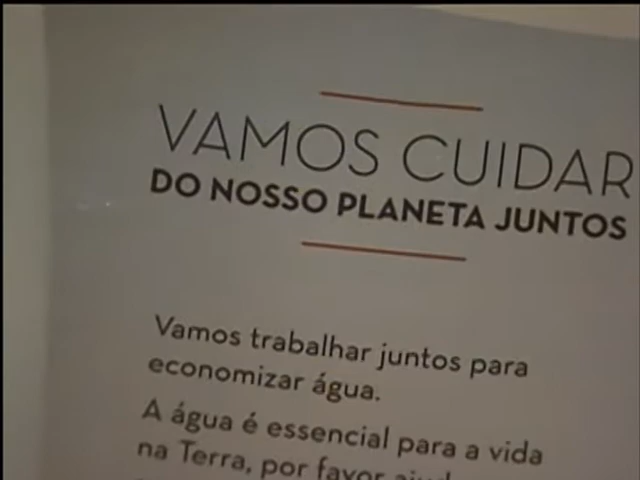 VAMOS CUIDAR
DO NOSSO PLANETA JUNTOS
Vamos trabalhar juntos para
economizar água.
A água é essencial para a vida
na Terra, por favor